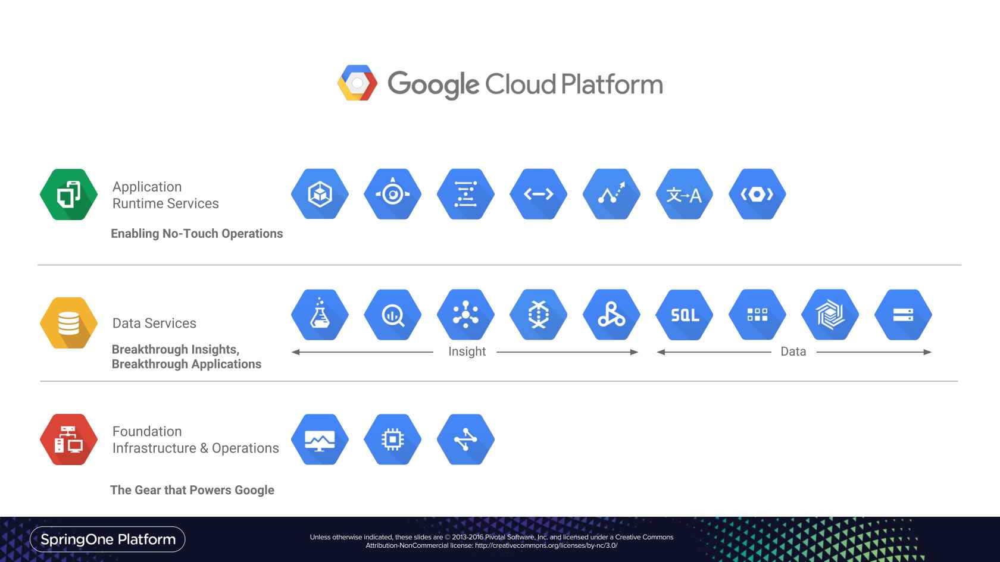 Google Cloud Platform
Application
Runtime Services
Enabling No-Touch Operations
文→A
Data Services
Breakthrough Insights,
Breakthrough Applications
SQL
Insight
Data
Foundation
Infrastructure & Operations
The Gear that Powers Google
SpringOne Platform
Unless otherwise indicated, these slides are © 2013-2016 Pivotal Software, Inc. and licensed under a Creative Commons
Attribution-NonCommercial license: http://creativecommons.org/licenses/by-nc/3.0/